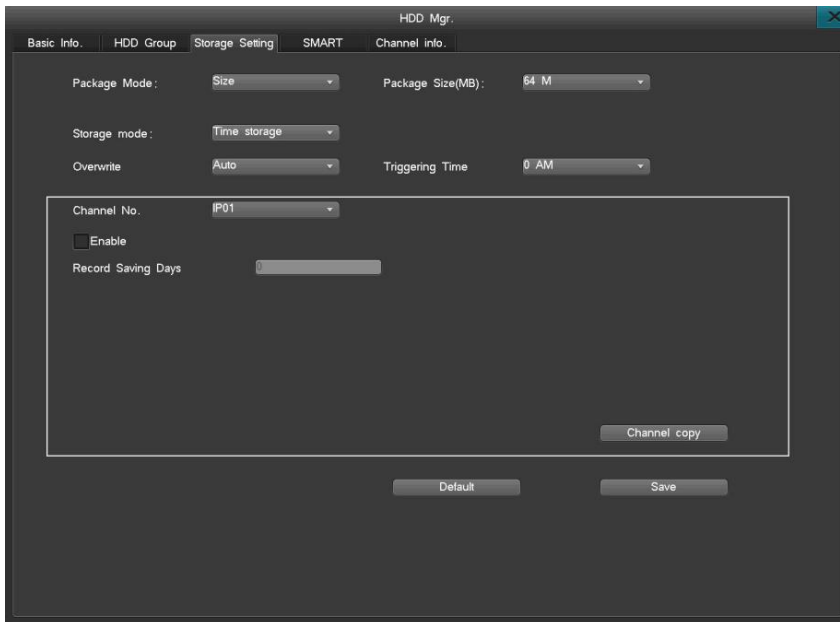 HDD Mgr.
Basic Info. HDD Group Storage Setting SMART Channel info.
Package Mode: Size Package Size(MB): 64 M
Storage mode: Time storage
Overwrite Auto Triggering Time 0 AM
Channel No. IP01
Enable
Record Saving Days 0
Channel copy
Default Save